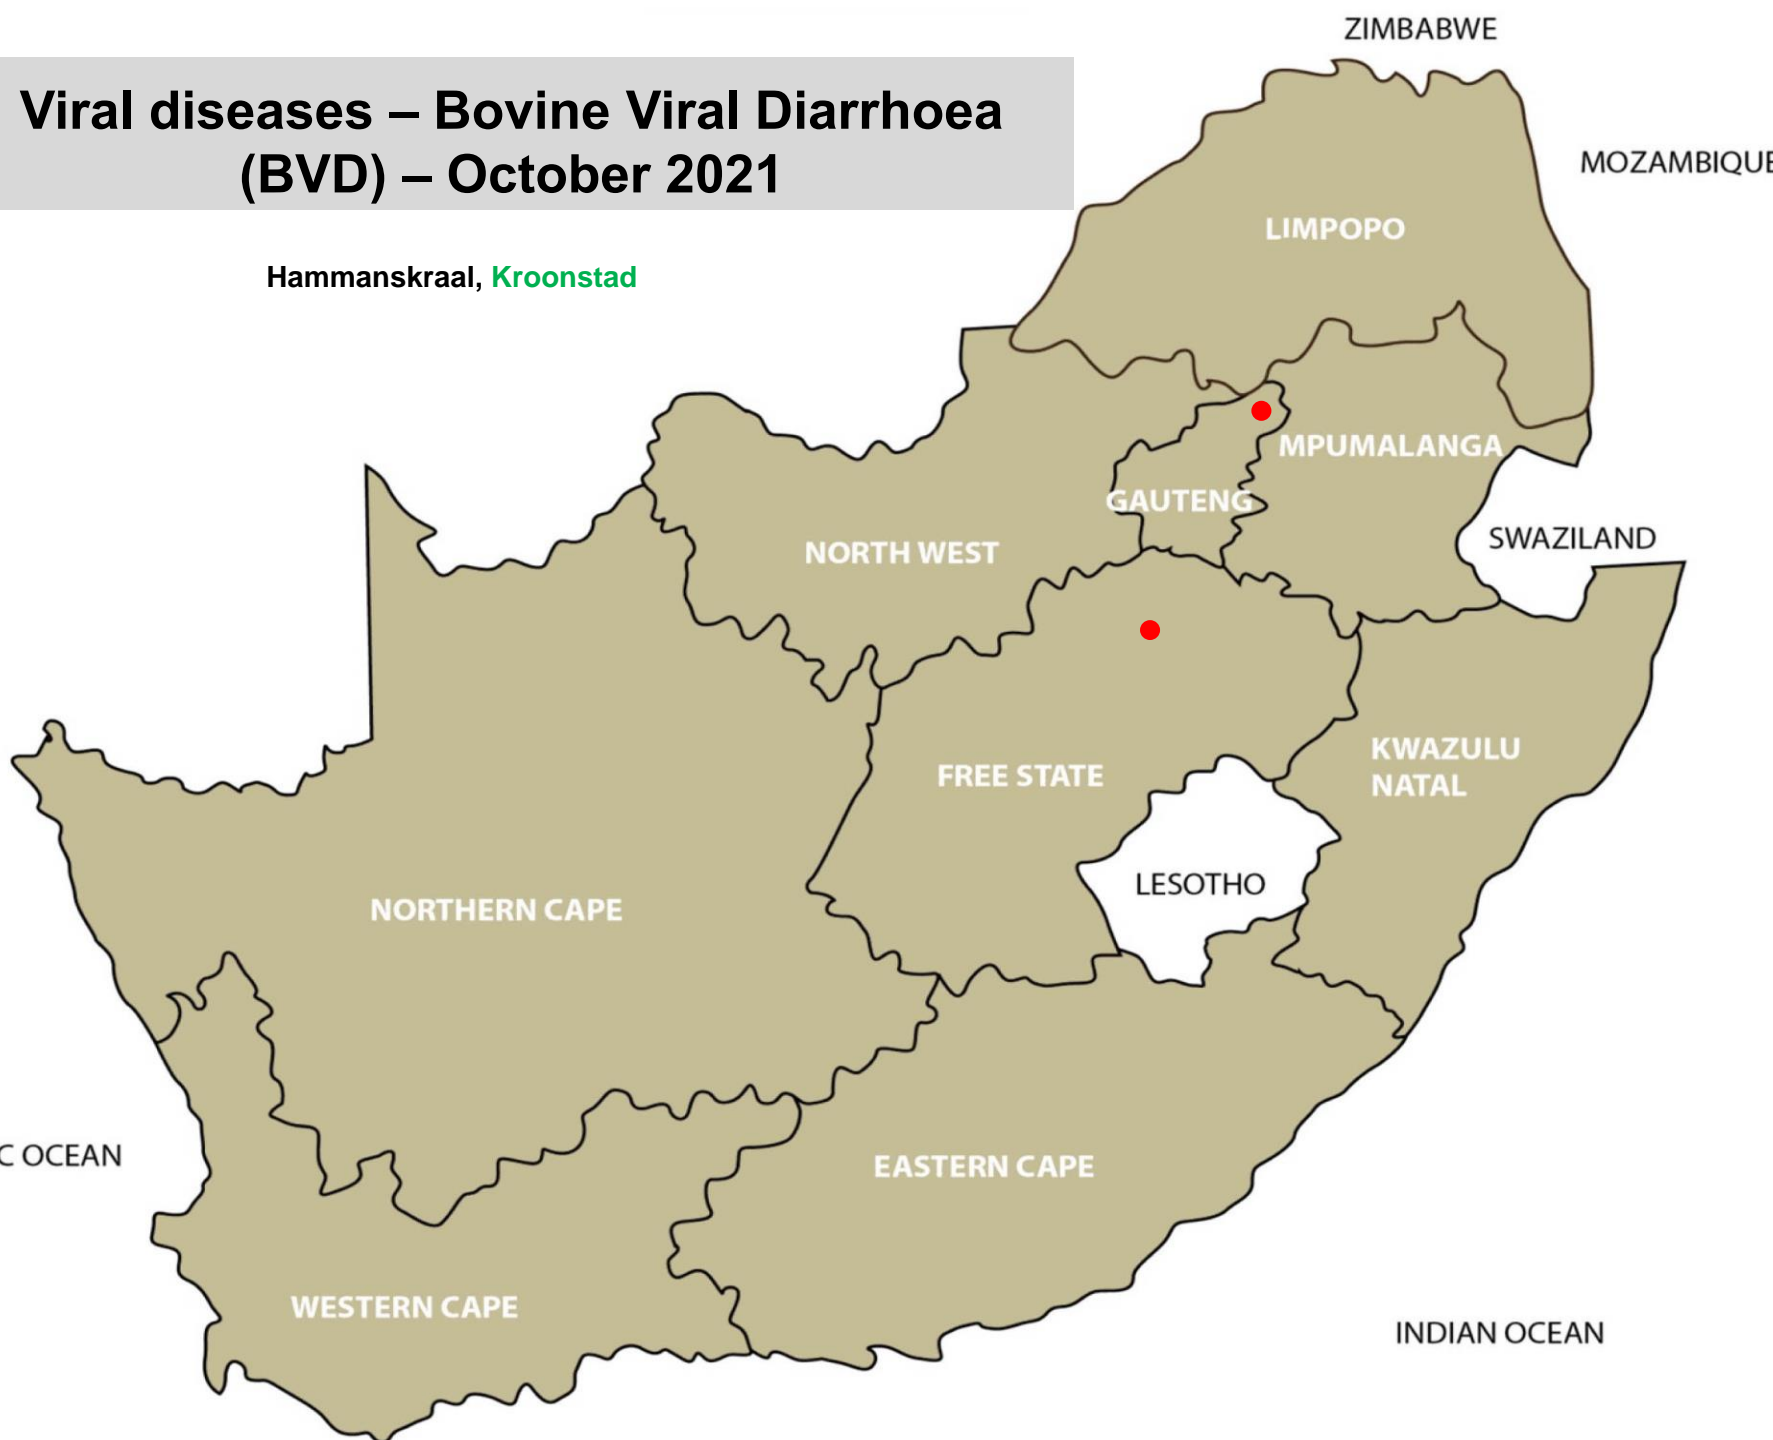 ZIMBABWE
Viral diseases – Bovine Viral Diarrhoea
(BVD) – October 2021
MOZAMBIQUE
LIMPOPO
Hammanskraal, Kroonstad
MPUMALANGA
GAUTENG
NORTH WEST
SWAZILAND
KWAZULU
NATAL
FREE STATE
LESOTHO
NORTHERN CAPE
C OCEAN
EASTERN CAPE
WESTERN CAPE
INDIAN OCEAN